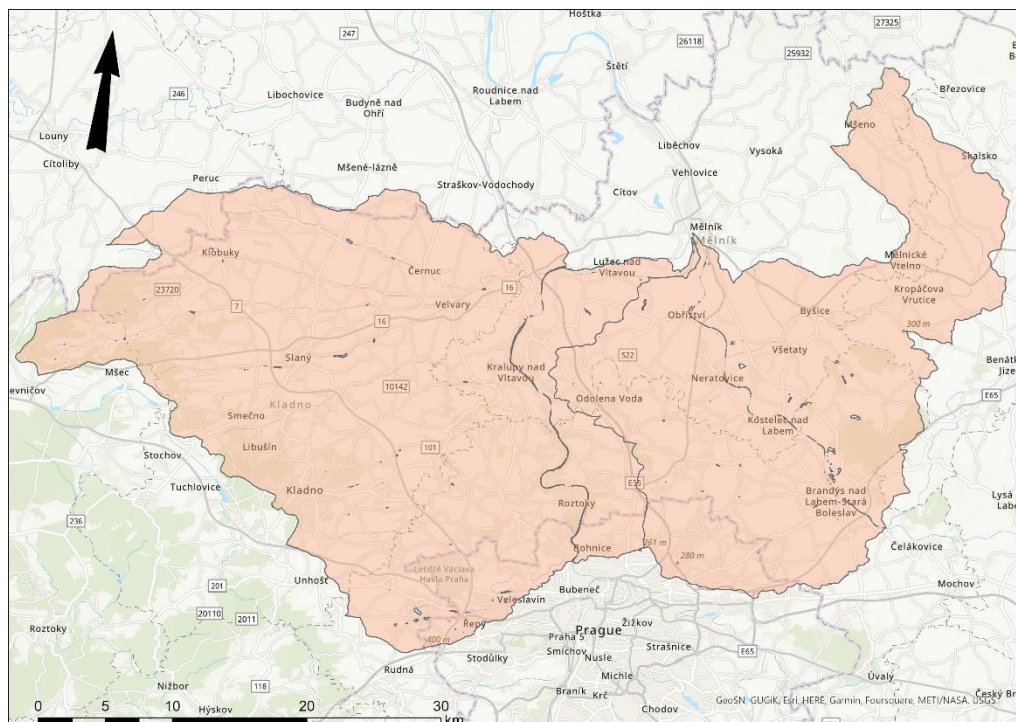 Hoštka
27325
247
26118
Štětí
25932
246
Libochovice
Budyně nad
Ohří
Roudnice nad
Labem
Březovice
Louny
Cítoliby
Mšeno
Liběchov
Vysoká
Skalsko
Peruc
Mšené-lázně
Straškov-Vodochody
Vehlovice
Cítov
Mělník
Mělník
Klobuky
Černuc
Lužec nad
Vltavou
Mělnické
Vtelno
23720
7
Velvary
16
Kropáčova
Vrutice
16
Obříství
Byšice
300 m
Slaný
522
Všetaty
Benát
Jize
Mšec
Kralupy nad
Vltavou
Neratovice
evničov
10142
E65
Kladno
Odolena Voda
Smečno
Kostelec nad
Labem
Libušín
101
Stochov
Tuchlovice
Kladno
E55
Brandýs nad
Labem-Stará
Boleslav
Lysá
Labe
Roztoky
236
361 m
280 m
Bohnice
Čelákovice
Unhošť
Letiště Václava
Havla Praha
201
Bubeneč
Mochov
Veleslavín
20110
2011
Řepy
Žižkov
Roztoky
400 m
Prague
Praha 5
Smíchov
Strašnice
Stodůlky
Nusle
E65
Rudná
Michle
Úvaly
Nižbor
118
Braník
Krč
Český Br
Hýskov
Chodov
GeoSN, GUGiK, Esri, HERE, Garmin, Foursquare, METI/NASA, USGS
0
5
10
20
30
km